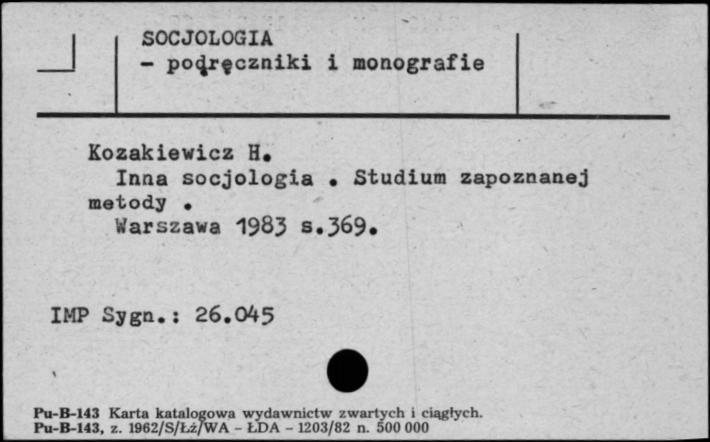 SOCJOLOGIA
- podręczniki i monografie
Kozakiewicz H.
Inna socjologia . Studium zapoznanej
metody .
Warszawa 1983 s.369.
IMP Sygn.: 26.045
Pu-B-143 Karta katalogowa wydawnictw zwartych i ciągłych.
Pu-B-143, z. 1962/S/Łż/WA – ŁDA – 1203/82 n. 500 000